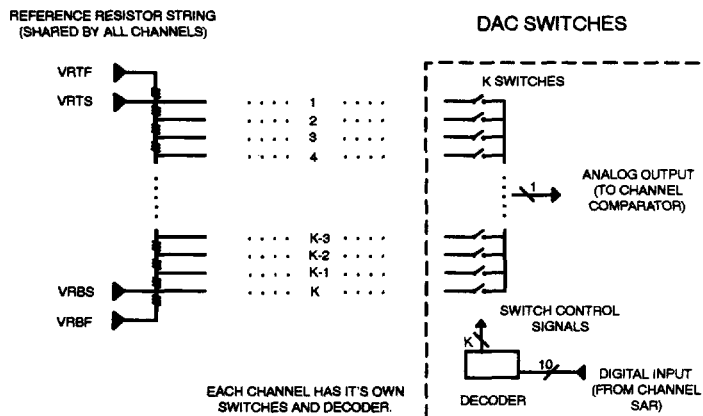 REFERENCE RESISTOR STRING
(SHARED BY ALL CHANNELS)
DAC SWITCHES
VRTF
VRTS
K SWITCHES
1
2
3
4
1
ANALOG OUTPUT
(TO CHANNEL
COMPARATOR)
K-3
K-2
K-1
K
VRBS
VRBF
SWITCH CONTROL
SIGNALS
K
10
DECODER
DIGITAL INPUT
(FROM CHANNEL
SAR)
EACH CHANNEL HAS IT'S OWN
SWITCHES AND DECODER.